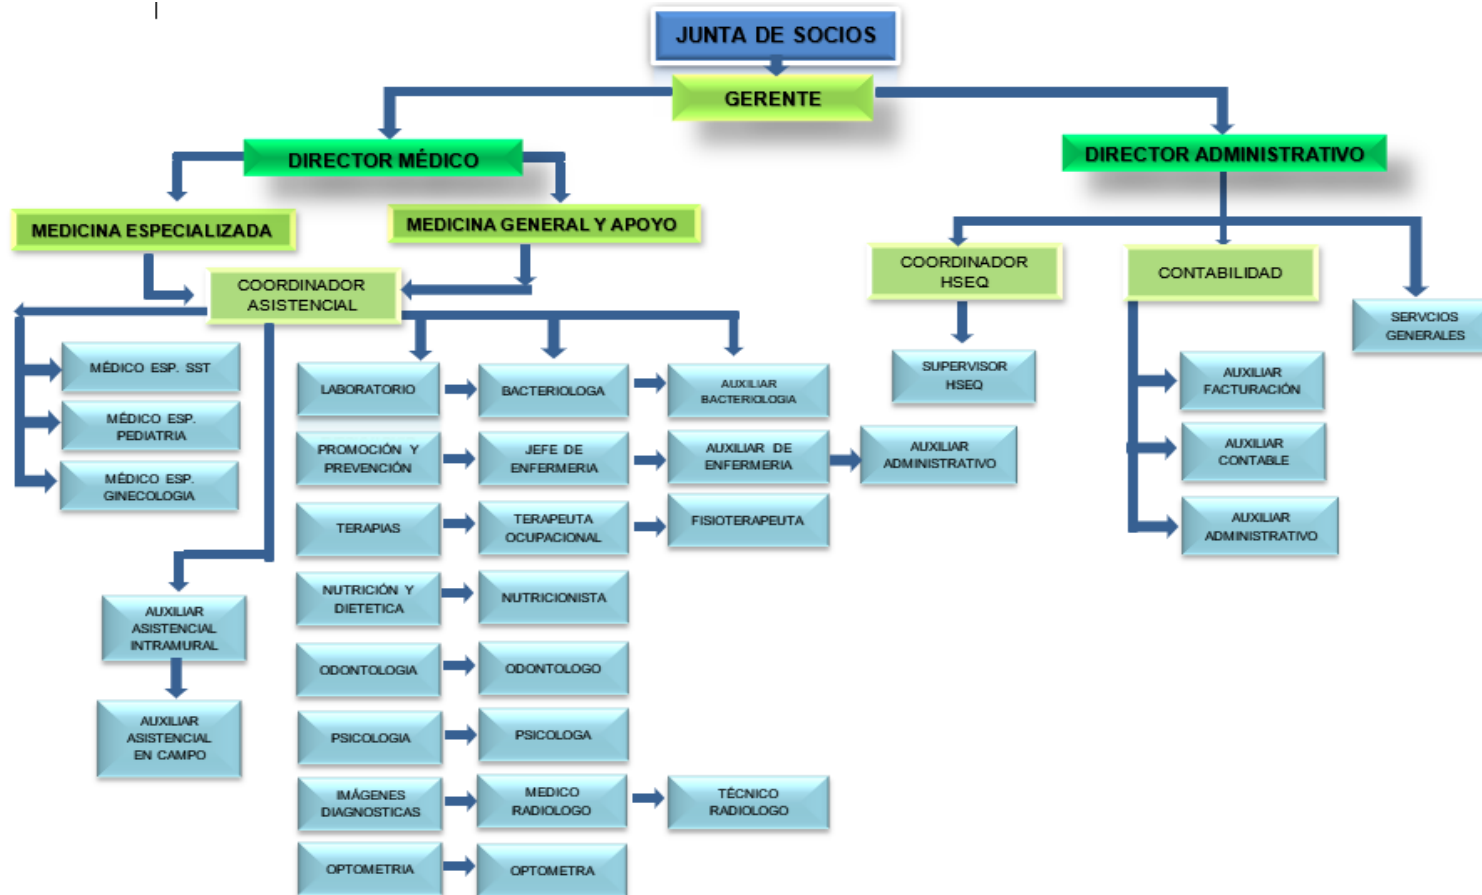 JUNTA DE SOCIOS
GERENTE
DIRECTOR MÉDICO
DIRECTOR ADMINISTRATIVO
MEDICINA ESPECIALIZADA
MEDICINA GENERAL Y APOYO
COORDINADOR
ASISTENCIAL
COORDINADOR
HSEQ
CONTABILIDAD
SERVCIOS
GENERALES
MÉDICO ESP. SST
MÉDICO ESP.
PEDIATRIA
MÉDICO ESP.
GINECOLOGIA
LABORATORIO
BACTERIOLOGA
AUXILIAR
BACTERIOLOGIA
SUPERVISOR
HSEQ
AUXILIAR
FACTURACIÓN
PROMOCIÓN Y
PREVENCIÓN
JEFE DE
ENFERMERIA
AUXILIAR DE
ENFERMERIA
AUXILIAR
ADMINISTRATIVO
AUXILIAR
CONTABLE
TERAPIAS
TERAPEUTA
OCUPACIONAL
FISIOTERAPEUTA
AUXILIAR
ADMINISTRATIVO
NUTRICIÓN Y
DIETETICA
NUTRICIONISTA
AUXILIAR
ASISTENCIAL
INTRAMURAL
ODONTOLOGIA
ODONTOLOGO
AUXILIAR
ASISTENCIAL
EN CAMPO
PSICOLOGIA
PSICOLOGA
IMÁGENES
DIAGNOSTICAS
MEDICO
RADIOLOGO
TÉCNICO
RADIOLOGO
OPTOMETRIA
OPTOMETRA